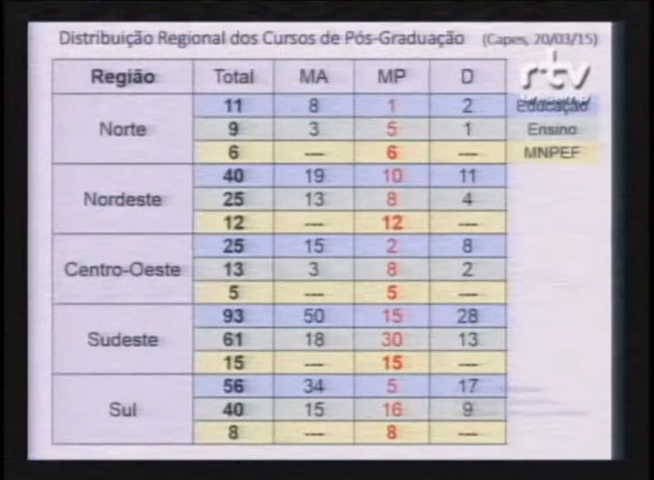 Distribuição Regional dos Cursos de Pós-Graduação (Capes, 20/03/15)
Região Total MA MP D
rtv
Norte
11 8 1 2 Educação
9 3 5 1 Ensino
6 --- 6 --- MNPEF
Nordeste
40 19 10 11
25 13 8 4
12 --- 12 ---
Centro-Oeste
25 15 2 8
13 3 8 2
5 --- 5 ---
Sudeste
93 50 15 28
61 18 30 13
15 --- 15 ---
Sul
56 34 5 17
40 15 16 9
8 --- 8 ---